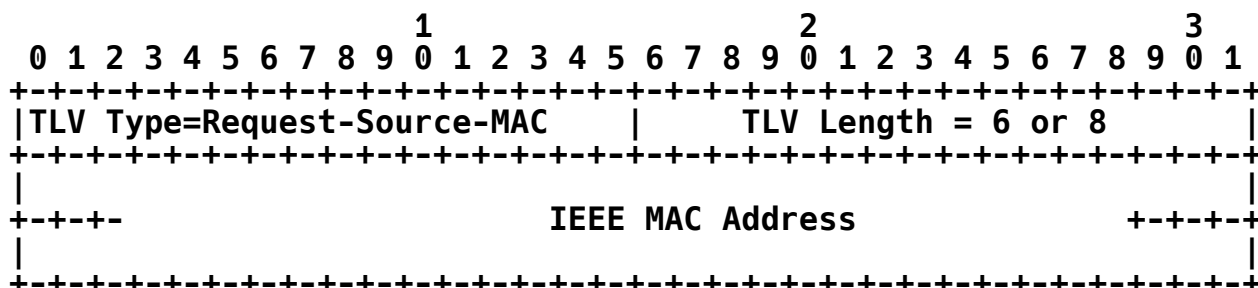 1                   2                   3
 0 1 2 3 4 5 6 7 8 9 0 1 2 3 4 5 6 7 8 9 0 1 2 3 4 5 6 7 8 9 0 1
+-+-+-+-+-+-+-+-+-+-+-+-+-+-+-+-+-+-+-+-+-+-+-+-+-+-+-+-+-+-+-+-+
|TLV Type=Request-Source-MAC    |     TLV Length = 6 or 8       |
+-+-+-+-+-+-+-+-+-+-+-+-+-+-+-+-+-+-+-+-+-+-+-+-+-+-+-+-+-+-+-+-+
|                                                               |
+-+-+-                      IEEE MAC Address              +-+-+-+
|                                                               |
+-+-+-+-+-+-+-+-+-+-+-+-+-+-+-+-+-+-+-+-+-+-+-+-+-+-+-+-+-+-+-+-+